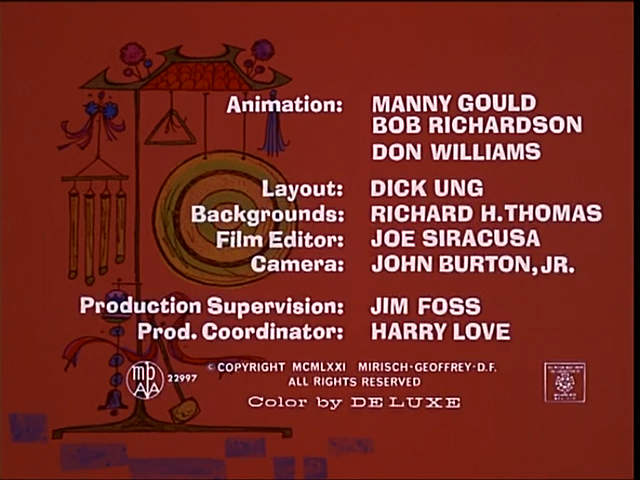 Animation: MANNY GOULD
BOB RICHARDSON
DON WILLIAMS
Layout: DICK UNG
Backgrounds: RICHARD H. THOMAS
Film Editor: JOE SIRACUSA
Camera: JOHN BURTON, JR.
Production Supervision: JIM FOSS
Prod. Coordinator: HARRY LOVE
mp AA 22997
© COPYRIGHT MCMLXXI MIRISCH-GEOFFREY-D.F.
ALL RIGHTS RESERVED
Color by DE LUXE